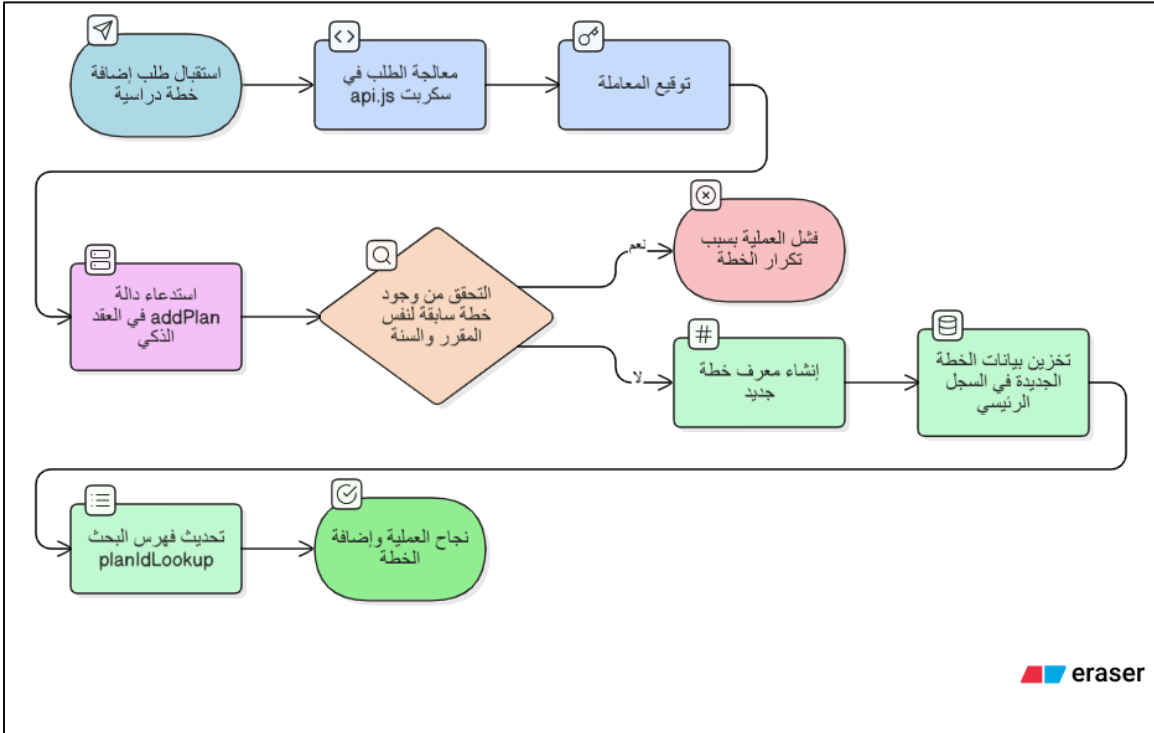 استقبال طلب إضافة
خطة دراسية
معالجة الطلب في
سكربت api.js
توقيع المعاملة
استدعاء دالة
addPlan في العقد
الذكي
التحقق من وجود
خطة سابقة لنفس
المقرر والسنة
نعم
فشل العملية بسبب
تكرار الخطة
لا
إنشاء معرف خطة
جديد
تخزين بيانات الخطة
الجديدة في السجل
الرئيسي
تحديث فهرس البحث
planIdLookup
نجاح العملية وإضافة
الخطة
eraser